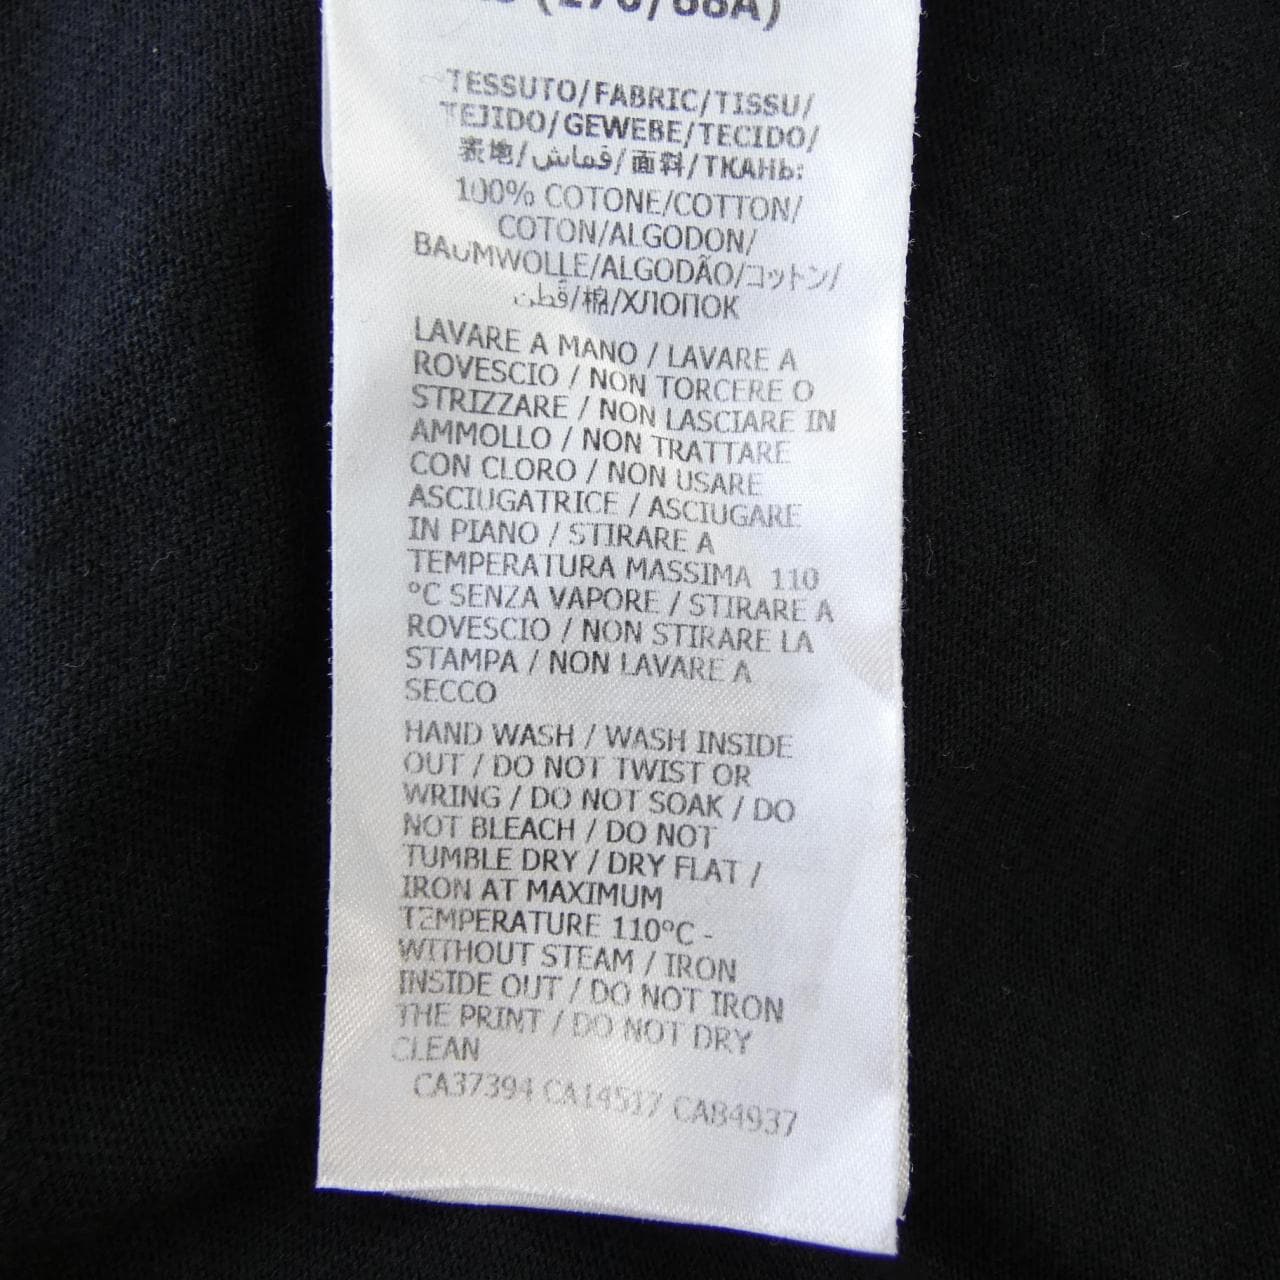 (170/88A)
TESSUTO/FABRIC/TISSU/
TEJIDO/GEWEBE/TECIDO/
表地/قماش/面料/ТКАНЬ:
100% COTONE/COTTON/
COTON/ALGODON/
BAUMWOLLE/ALGODÃO/コットン/
قطن/棉/ХЛОПОК
LAVARE A MANO / LAVARE A
ROVESCIO / NON TORCERE O
STRIZZARE / NON LASCIARE IN
AMMOLLO / NON TRATTARE
CON CLORO / NON USARE
ASCIUGATRICE / ASCIUGARE
IN PIANO / STIRARE A
TEMPERATURA MASSIMA 110
°C SENZA VAPORE / STIRARE A
ROVESCIO / NON STIRARE LA
STAMPA / NON LAVARE A
SECCO
HAND WASH / WASH INSIDE
OUT / DO NOT TWIST OR
WRING / DO NOT SOAK / DO
NOT BLEACH / DO NOT
TUMBLE DRY / DRY FLAT /
IRON AT MAXIMUM
TEMPERATURE 110°C -
WITHOUT STEAM / IRON
INSIDE OUT / DO NOT IRON
THE PRINT / DO NOT DRY
CLEAN
CA37394 CA14517 CA84937